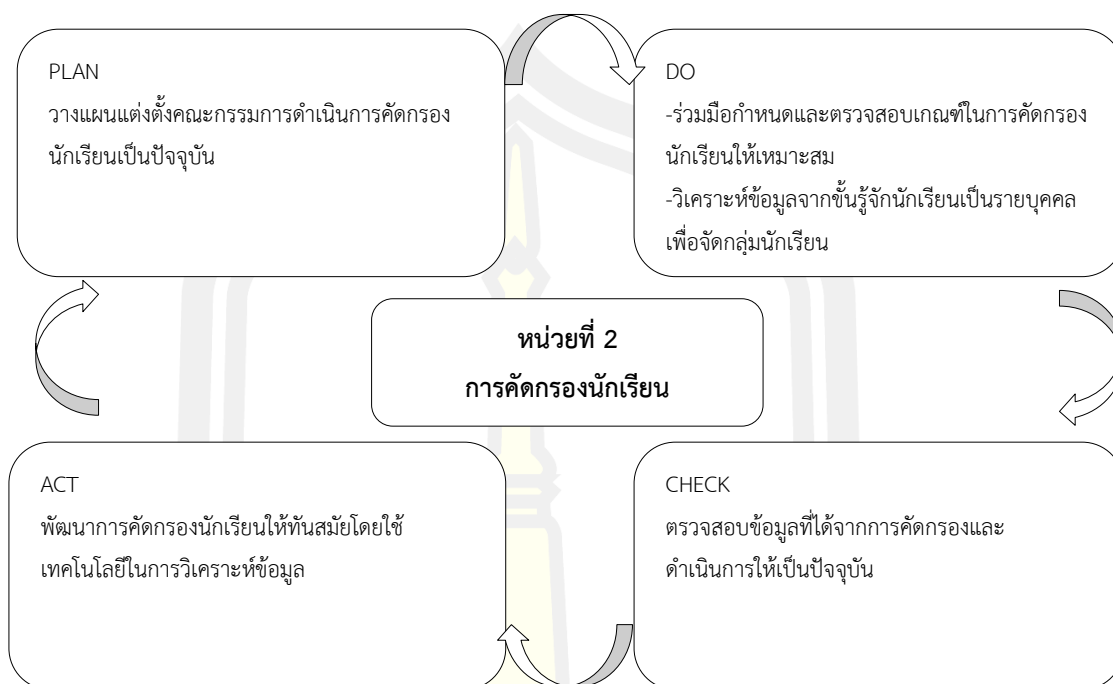 PLAN
วางแผนแต่งตั้งคณะกรรมการดำเนินการคัดกรอง
นักเรียนเป็นปัจจุบัน
DO
-ร่วมมือกำหนดและตรวจสอบเกณฑ์ในการคัดกรอง
นักเรียนให้เหมาะสม
-วิเคราะห์ข้อมูลจากขั้นรู้จักนักเรียนเป็นรายบุคคล
เพื่อจัดกลุ่มนักเรียน
หน่วยที่ 2
การคัดกรองนักเรียน
ACT
พัฒนาการคัดกรองนักเรียนให้ทันสมัยโดยใช้
เทคโนโลยีในการวิเคราะห์ข้อมูล
CHECK
ตรวจสอบข้อมูลที่ได้จากการคัดกรองและ
ดำเนินการให้เป็นปัจจุบัน